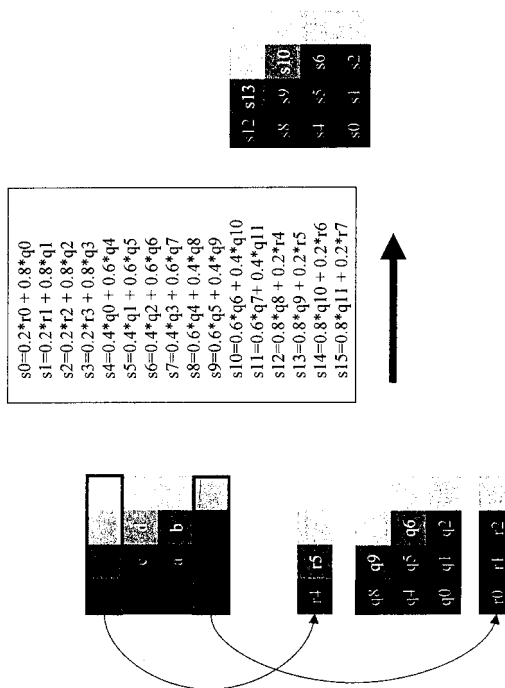 s12 s13
s8 s9 s10
s4 s5 s6
s0 s1 s2
s0=0.2*r0 + 0.8*q0
s1=0.2*r1 + 0.8*q1
s2=0.2*r2 + 0.8*q2
s3=0.2*r3 + 0.8*q3
s4=0.4*q0 + 0.6*q4
s5=0.4*q1 + 0.6*q5
s6=0.4*q2 + 0.6*q6
s7=0.4*q3 + 0.6*q7
s8=0.6*q4 + 0.4*q8
s9=0.6*q5 + 0.4*q9
s10=0.6*q6 + 0.4*q10
s11=0.6*q7+ 0.4*q11
s12=0.8*q8 + 0.2*r4
s13=0.8*q9 + 0.2*r5
s14=0.8*q10 + 0.2*r6
s15=0.8*q11 + 0.2*r7
c d
a b
r4 r5
q8 q9
q4 q5 q6
q0 q1 q2
r0 r1 r2